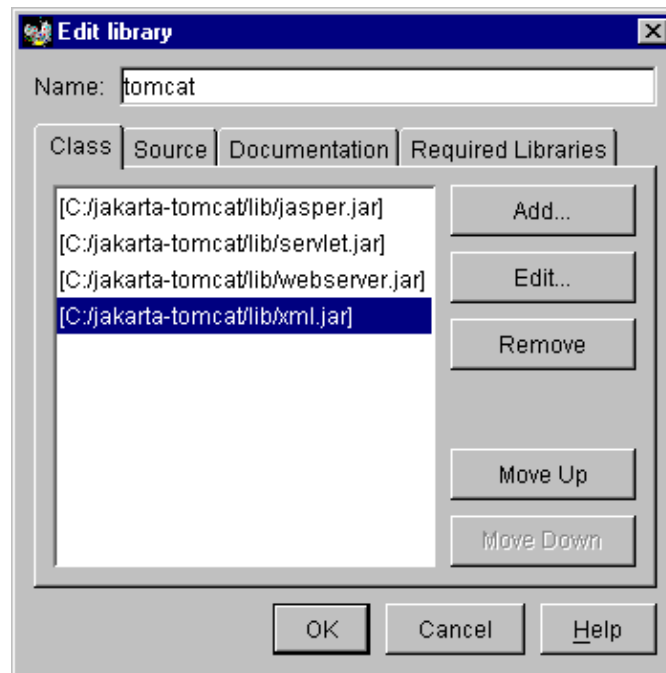 Edit library
Name: tomcat
Class Source Documentation Required Libraries
[C:/jakarta-tomcat/lib/jasper.jar]
[C:/jakarta-tomcat/lib/servlet.jar]
[C:/jakarta-tomcat/lib/webserver.jar]
[C:/jakarta-tomcat/lib/xml.jar]
Add...
Edit...
Remove
Move Up
Move Down
OK Cancel Help